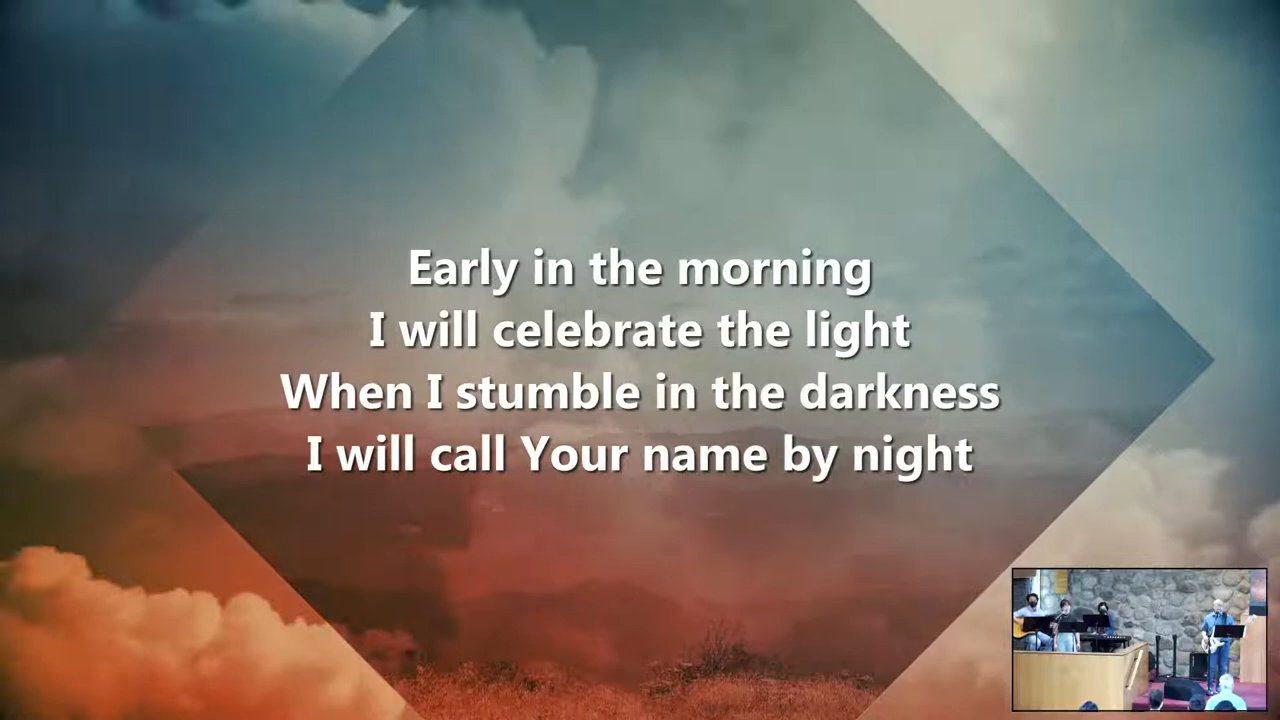 Early in the morning
I will celebrate the light
When I stumble in the darkness
I will call Your name by night